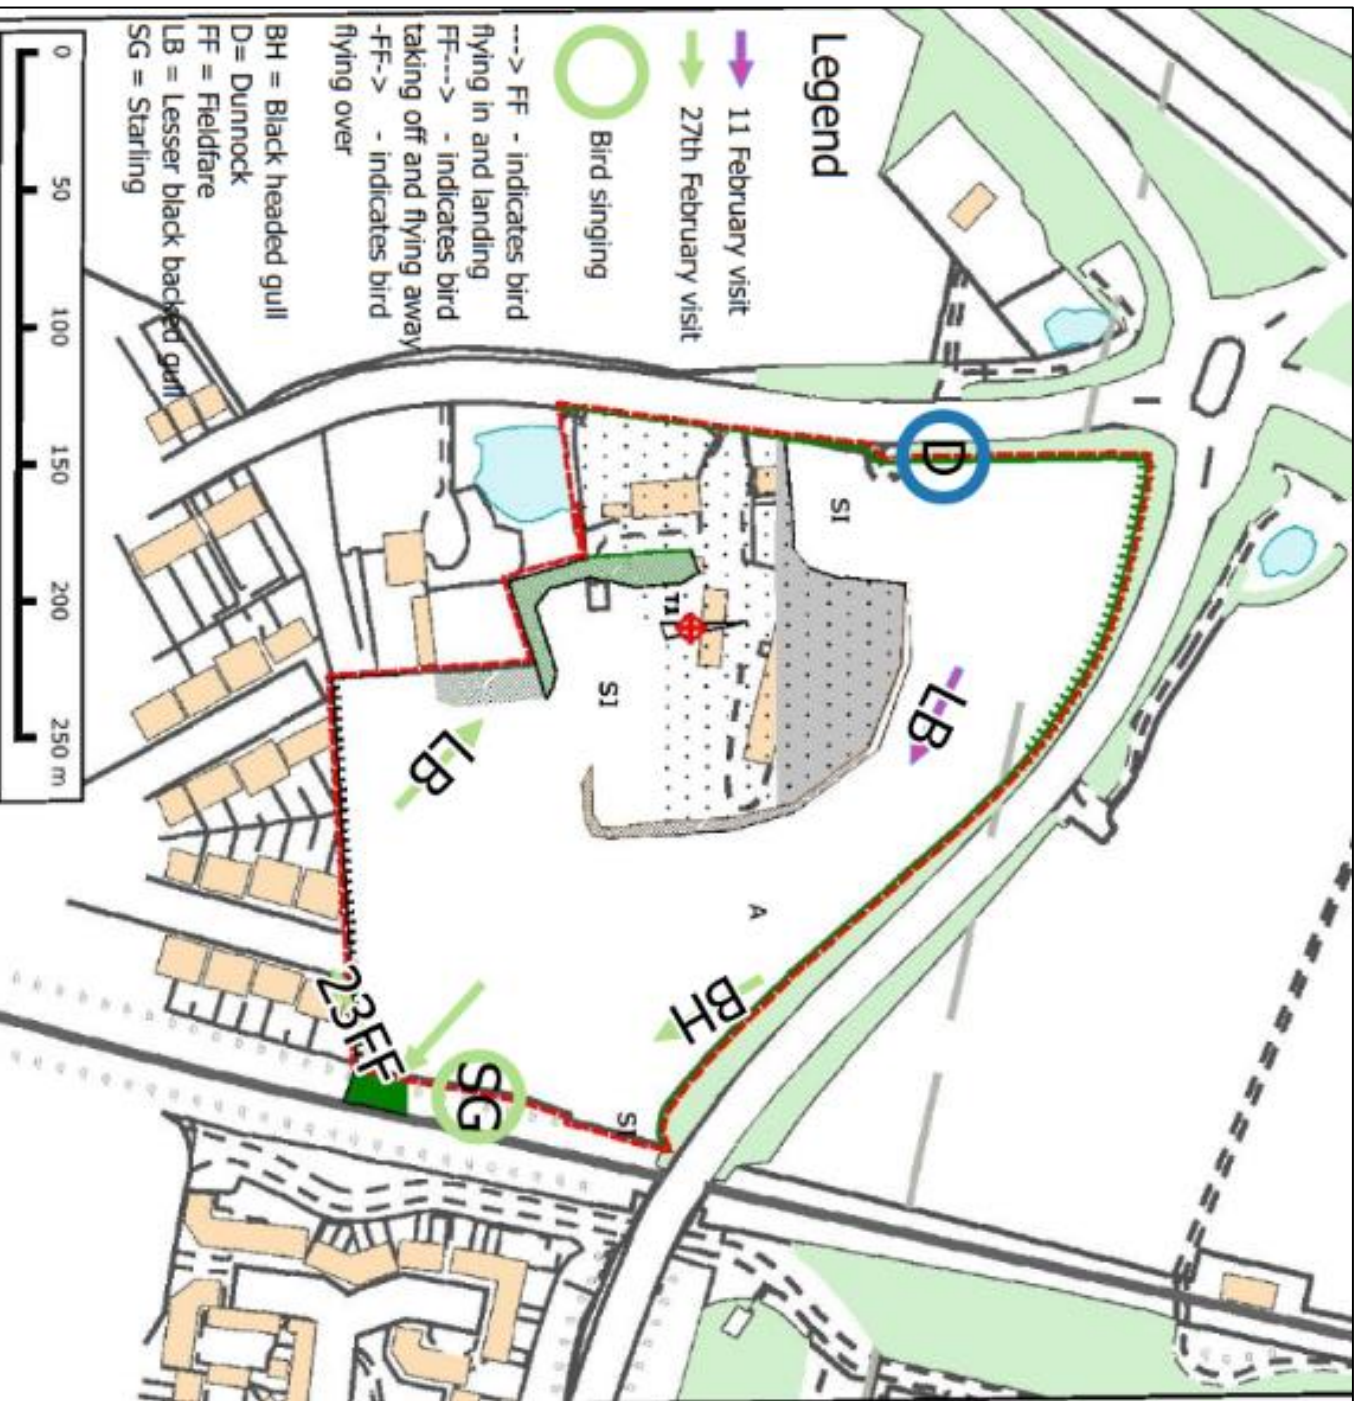 Legend
11 February visit
27th February visit
Bird singing
---> FF - indicates bird
flying in and landing
FF---> - indicates bird
taking off and flying away
-FF-> - indicates bird
flying over
BH = Black headed gull
D= Dunnock
FF = Fieldfare
LB = Lesser black backed gull
SG = Starling
0 50 100 150 200 250 m
D
SI
LB
T1
SI
LB
A
BH
23FF
SG
SI